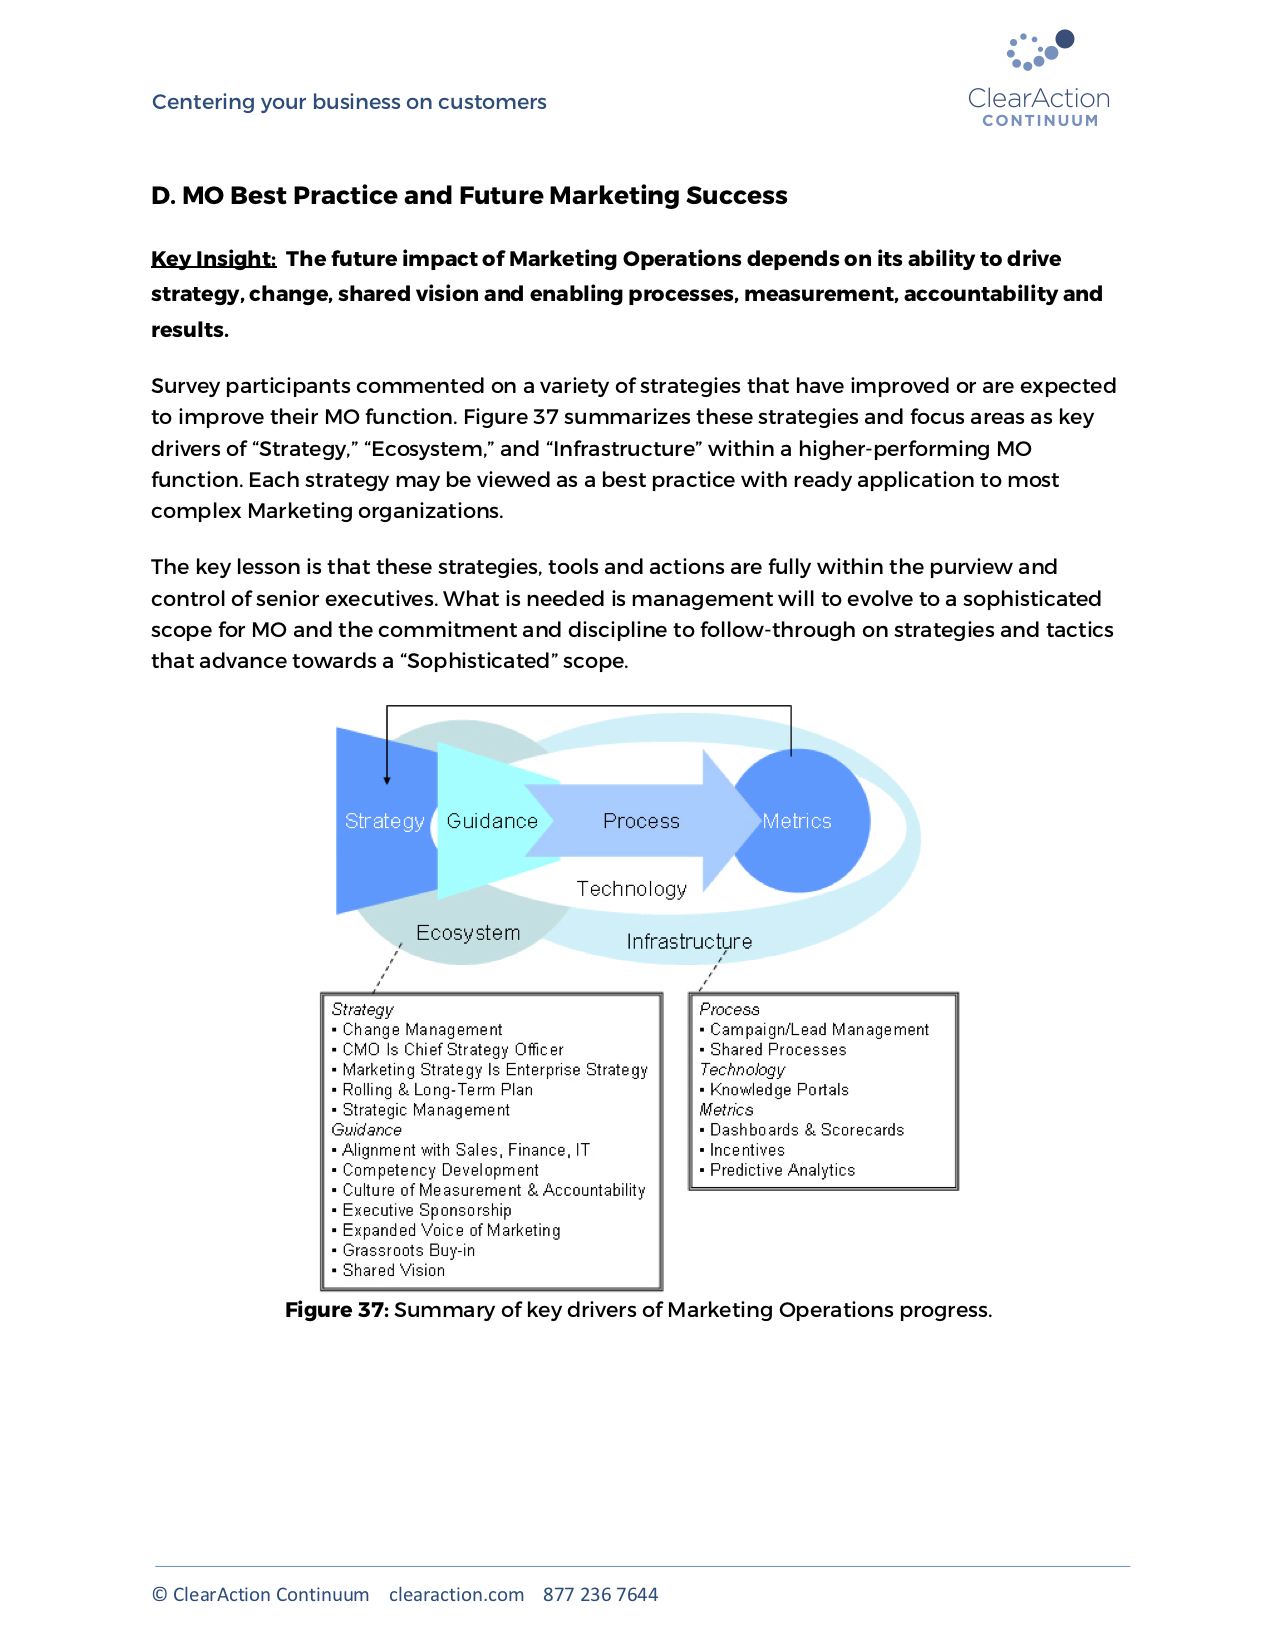 Centering your business on customers
ClearAction
CONTINUUM
D. MO Best Practice and Future Marketing Success
Key Insight: The future impact of Marketing Operations depends on its ability to drive
strategy, change, shared vision and enabling processes, measurement, accountability and
results.
Survey participants commented on a variety of strategies that have improved or are expected
to improve their MO function. Figure 37 summarizes these strategies and focus areas as key
drivers of “Strategy,” “Ecosystem,” and “Infrastructure” within a higher-performing MO
function. Each strategy may be viewed as a best practice with ready application to most
complex Marketing organizations.
The key lesson is that these strategies, tools and actions are fully within the purview and
control of senior executives. What is needed is management will to evolve to a sophisticated
scope for MO and the commitment and discipline to follow-through on strategies and tactics
that advance towards a “Sophisticated” scope.
Strategy Guidance Process Metrics
Technology
Ecosystem
Infrastructure
Strategy
▪ Change Management
▪ CMO Is Chief Strategy Officer
▪ Marketing Strategy Is Enterprise Strategy
▪ Rolling & Long-Term Plan
▪ Strategic Management
Guidance
▪ Alignment with Sales, Finance, IT
▪ Competency Development
▪ Culture of Measurement & Accountability
▪ Executive Sponsorship
▪ Expanded Voice of Marketing
▪ Grassroots Buy-in
▪ Shared Vision
Process
▪ Campaign/Lead Management
▪ Shared Processes
Technology
▪ Knowledge Portals
Metrics
▪ Dashboards & Scorecards
▪ Incentives
▪ Predictive Analytics
Figure 37: Summary of key drivers of Marketing Operations progress.
© ClearAction Continuum clearaction.com 877 236 7644